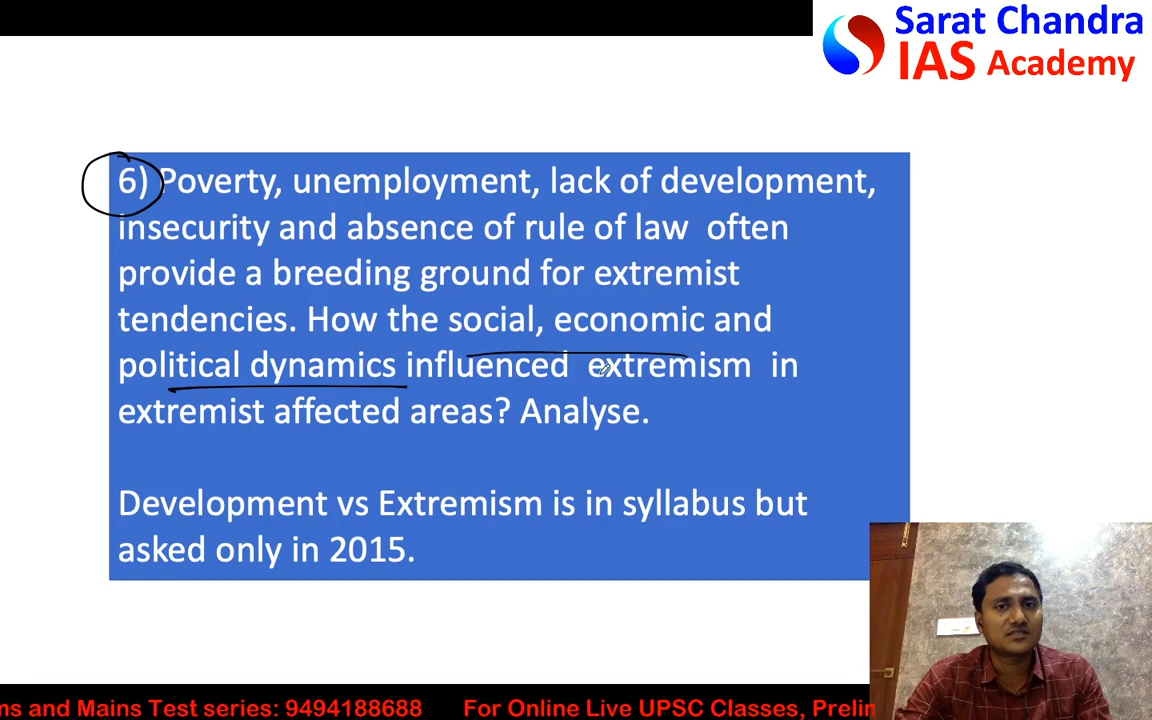 Sarat Chandra
IAS Academy
6) Poverty, unemployment, lack of development,
insecurity and absence of rule of law often
provide a breeding ground for extremist
tendencies. How the social, economic and
political dynamics influenced extremism in
extremist affected areas? Analyse.
Development vs Extremism is in syllabus but
asked only in 2015.
ns and Mains Test series: 9494188688 For Online Live UPSC Classes, Prelin